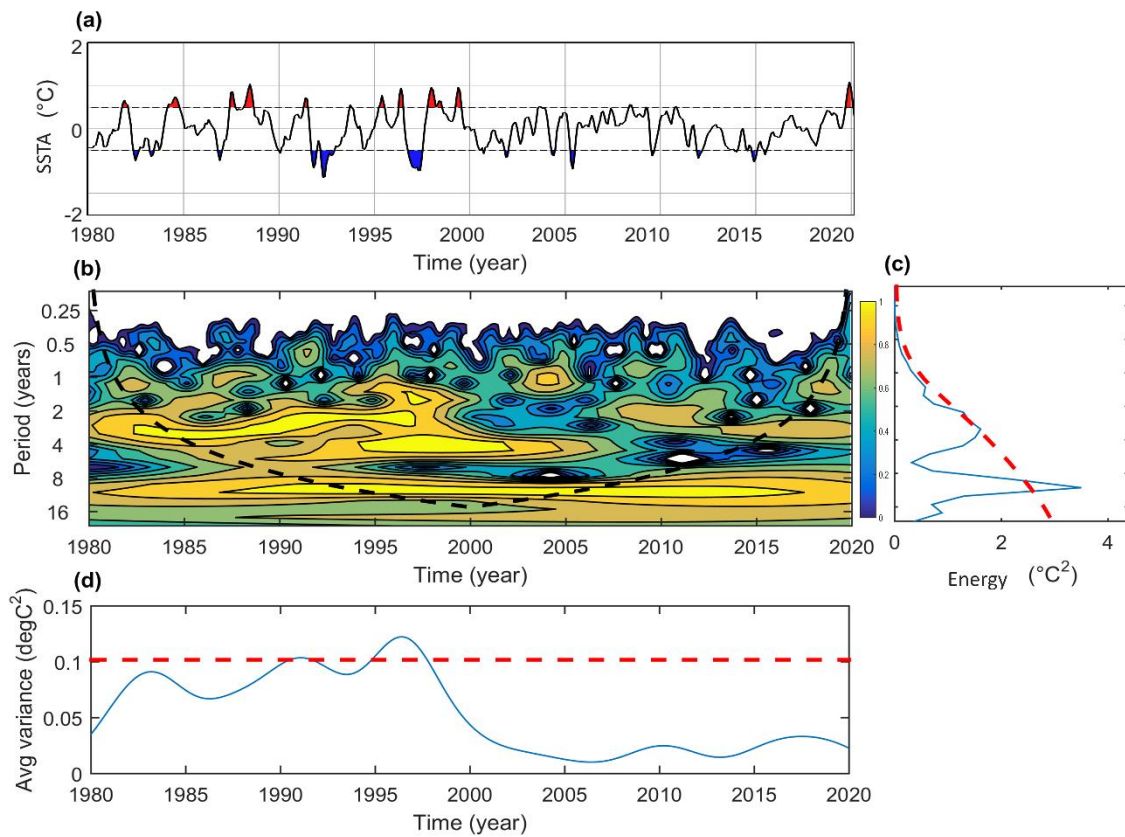 (a)
2
0
-2
SSTA (°C)
1980 1985 1990 1995 2000 2005 2010 2015 2020
Time (year)
(b)
0.25
0.5
1
2
4
8
16
Period (years)
1980 1985 1990 1995 2000 2006 2011 2016 2020
Time (year)
1
0.8
0.6
0.4
0.2
0
(c)
0 2 4
Energy (°C²)
(d)
0.15
0.1
0.05
0
Avg variance (degC²)
1980 1985 1990 1995 2000 2005 2010 2015 2020
Time (year)